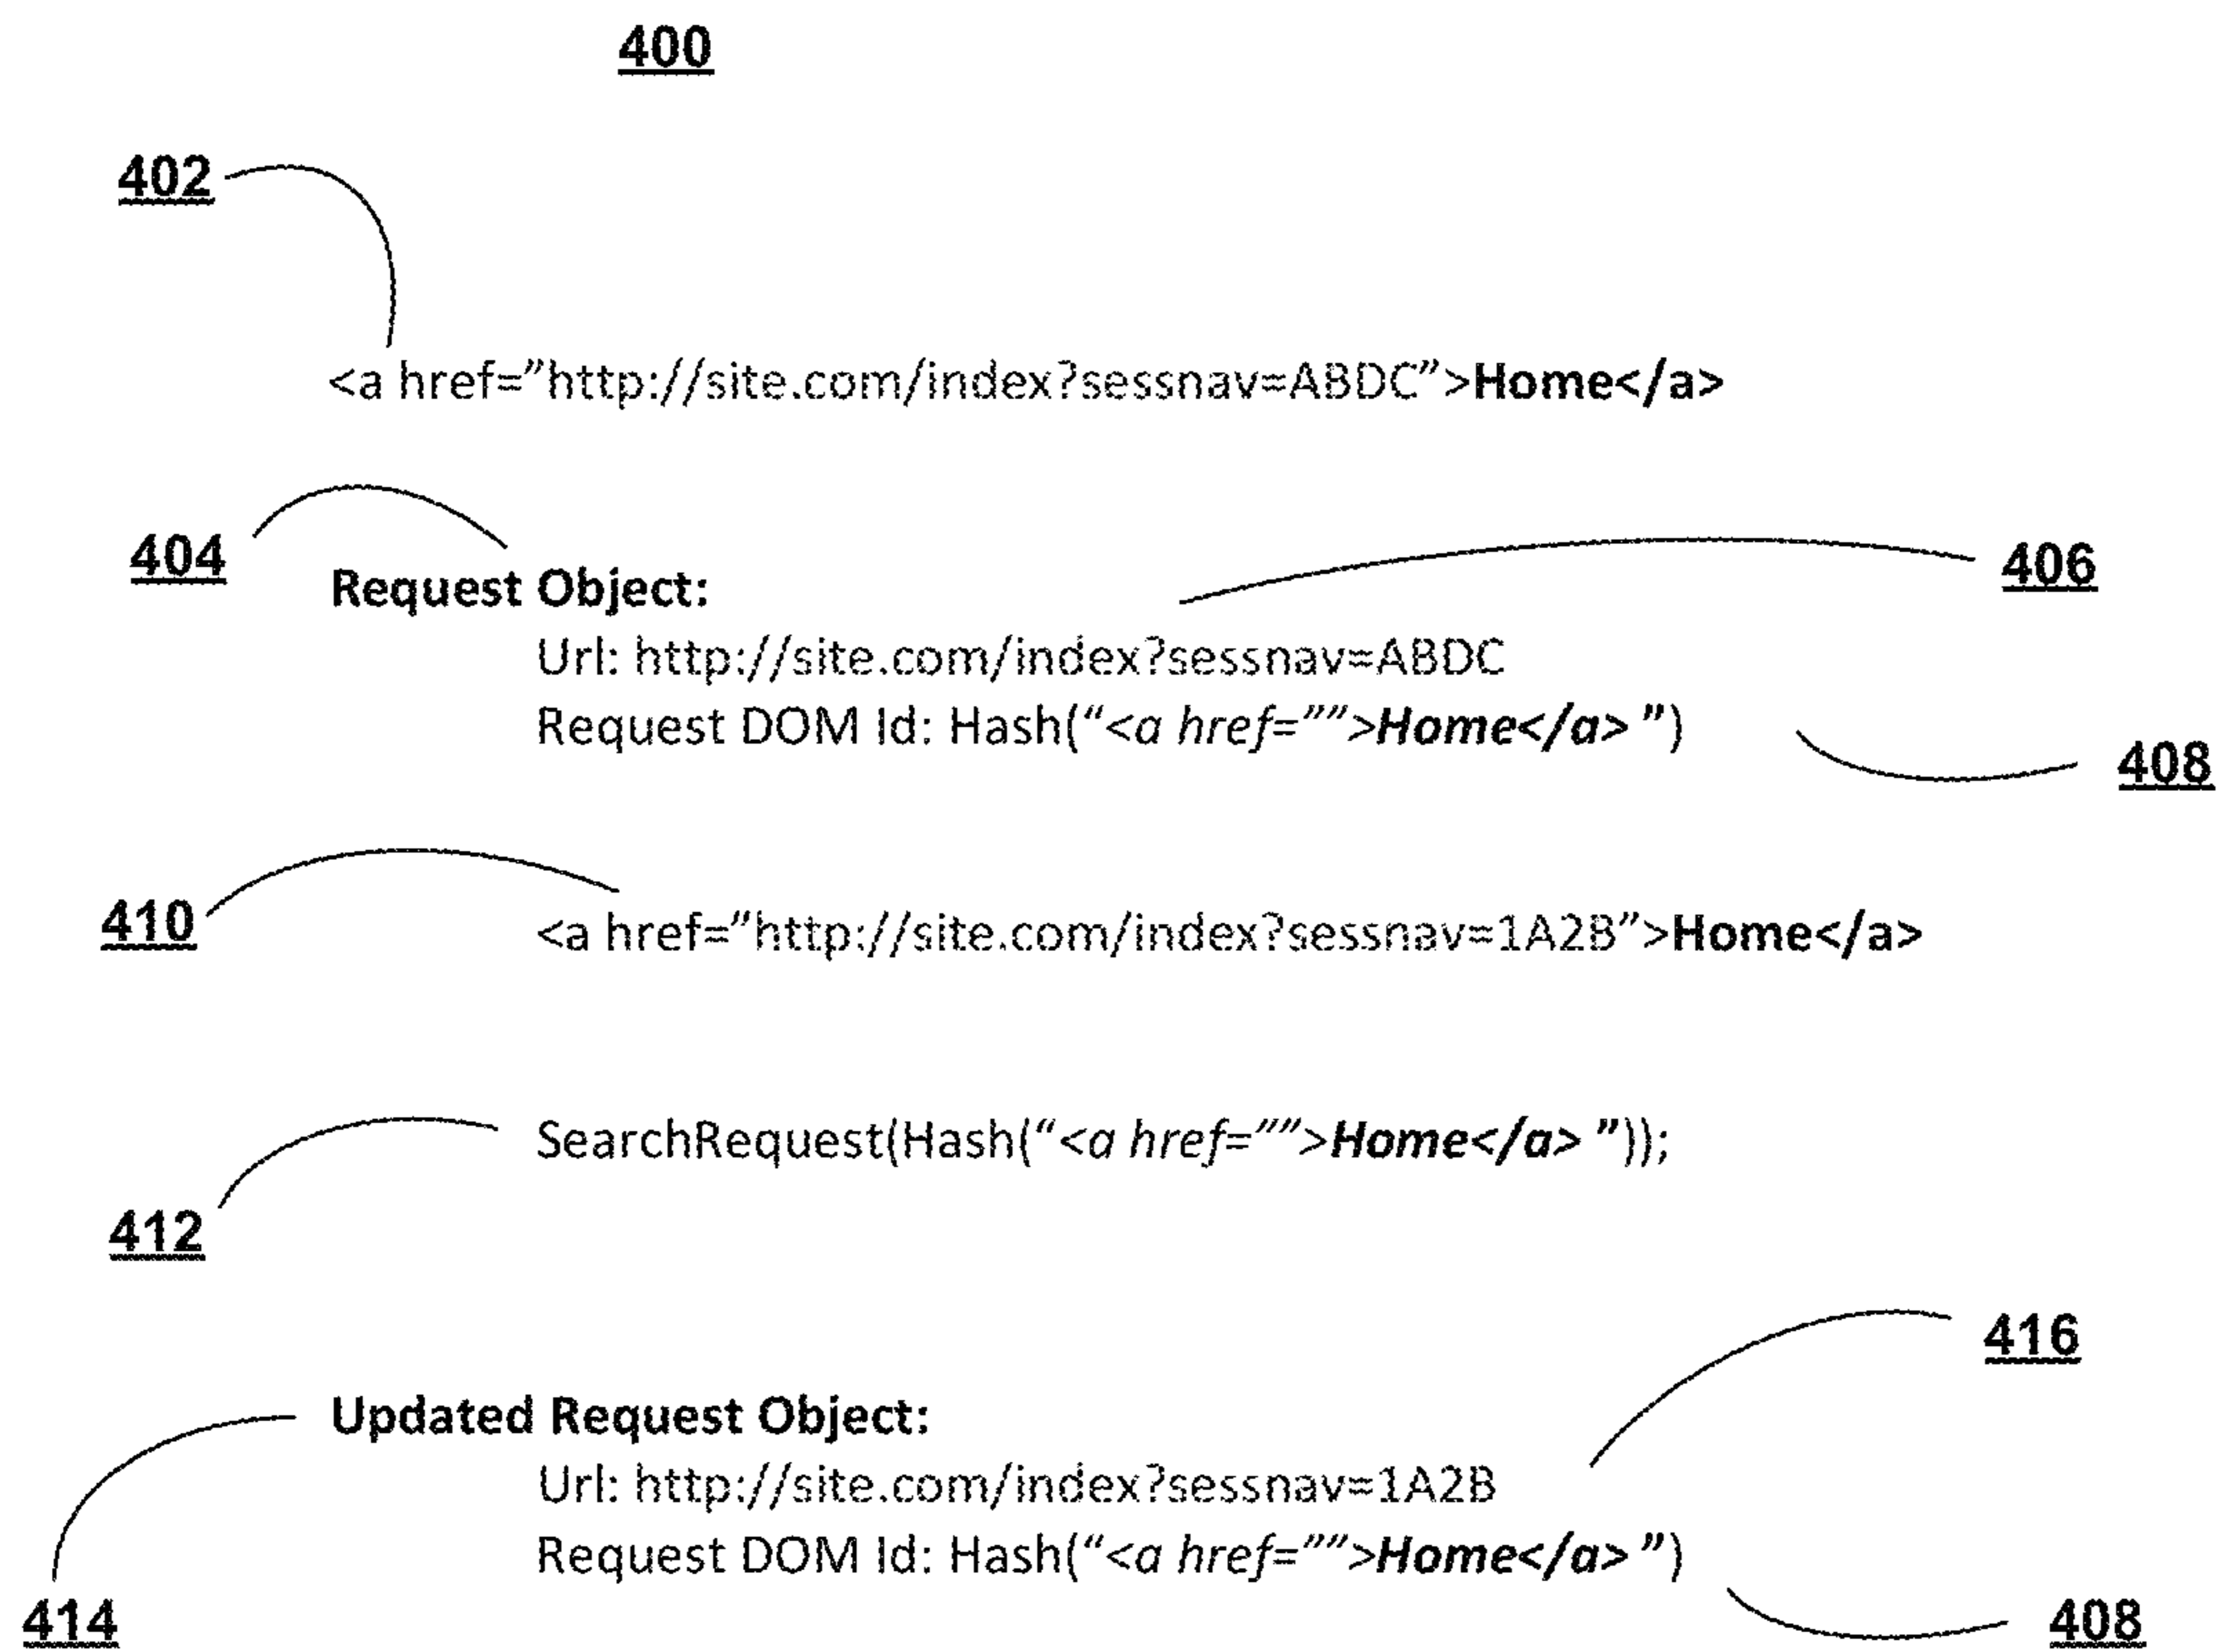 400
402
<a href=”http://site.com/index?sessnav=ABDC”>Home</a>
404
Request Object:
406
Url: http://site.com/index?sessnav=ABDC
Request DOM Id: Hash(“<a href=””>Home</a> ”)
408
410
<a href=”http://site.com/index?sessnav=1A2B”>Home</a>
SearchRequest(Hash(“<a href=””>Home</a> ”));
412
416
Updated Request Object:
Url: http://site.com/index?sessnav=1A2B
Request DOM Id: Hash(“<a href=””>Home</a> ”)
414
408